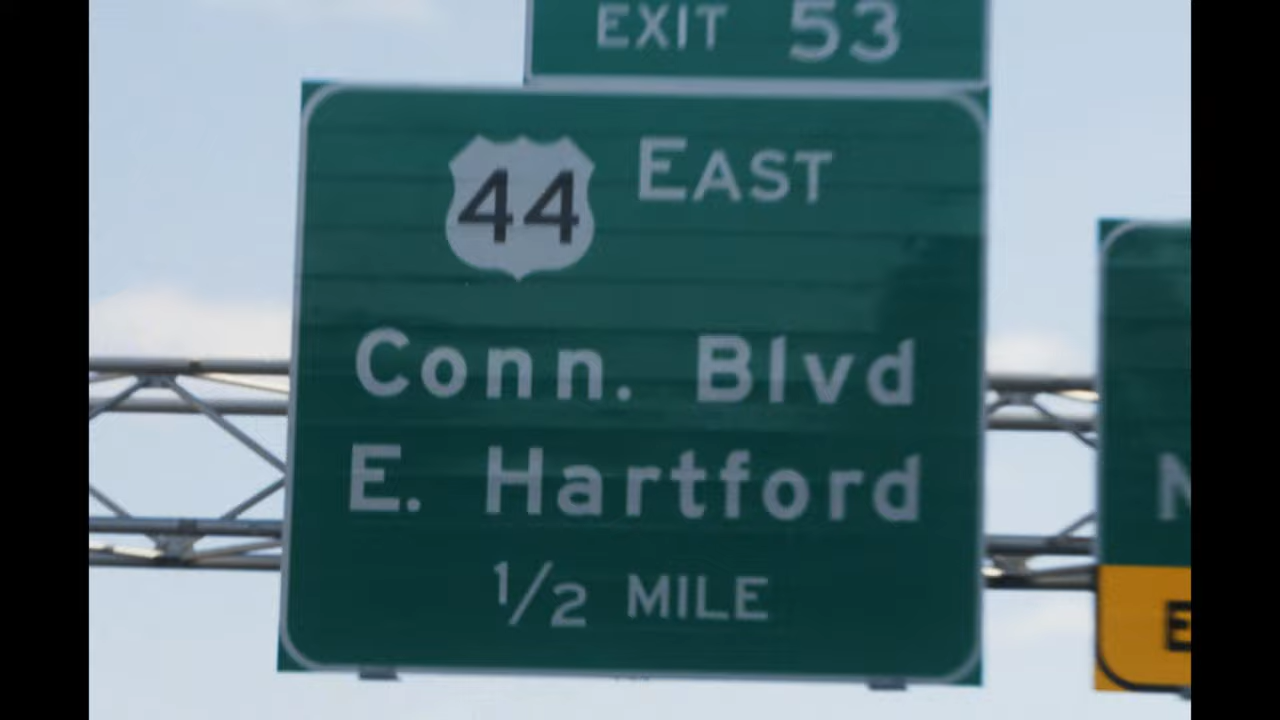 EXIT 53
44 EAST
Conn. Blvd
E. Hartford
1/2 MILE